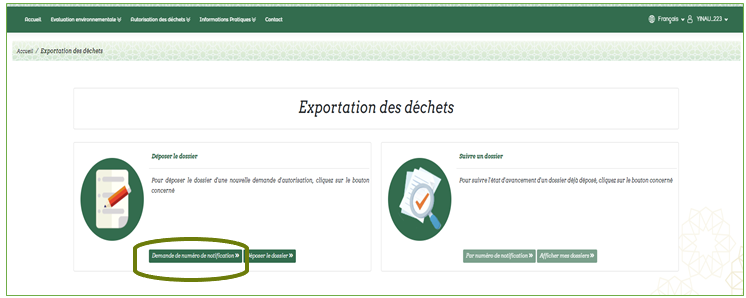 Accueil Evaluation environnementale Autorisation des déchets Informations Pratiques Contact Français YINALI_223
Accueil / Exportation des déchets
Exportation des déchets
Déposer le dossier
Pour déposer le dossier d'une nouvelle demande d'autorisation, cliquez sur le bouton
concerné
Demande de numéro de notification » Déposer le dossier »
Suivre un dossier
Pour suivre l'état d'avancement d'un dossier déjà déposé, cliquez sur le bouton concerné
Par numéro de notification » Afficher mes dossiers »